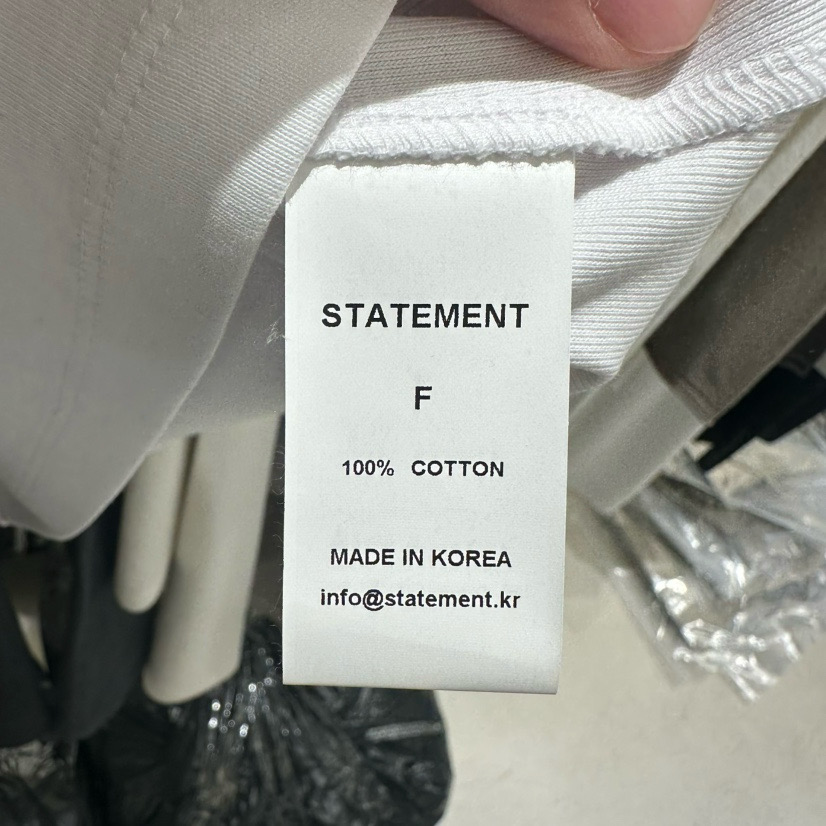 STATEMENT
F
100% COTTON
MADE IN KOREA
info@statement.kr